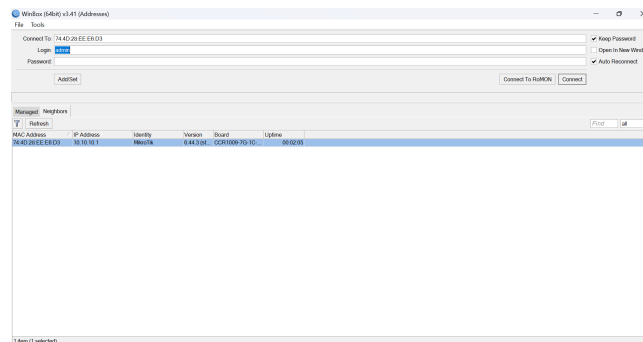 WinBox (64bit) v3.41 (Addresses)
File Tools
Connect To: 74:4D:28:EE:E6:D3
Keep Password
Login: admin
Open In New Wind
Password:
Auto Reconnect
Add/Set
Connect To RoMON
Connect
Managed Neighbors
Refresh
Find
all
MAC Address IP Address Identity Version Board Uptime
74:4D:28:EE:E6:D3 10.10.10.1 MikroTik 6.44.3 (st... CCR1009-7G-1C-... 00:02:05
1 item (1 selected)